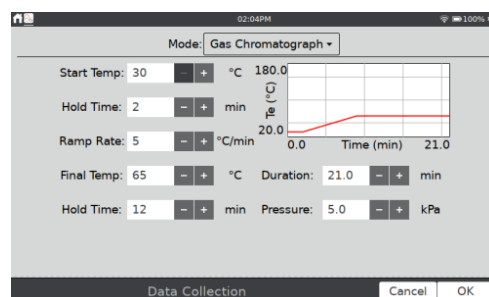 02:04PM 100%
Mode: Gas Chromatograph
Start Temp: 30 - + °C
Hold Time: 2 - + min
Ramp Rate: 5 - + °C/min
Final Temp: 65 - + °C
Hold Time: 12 - + min
180.0
Te (°C)
20.0
0.0 Time (min) 21.0
Duration: 21.0 - + min
Pressure: 5.0 - + kPa
Data Collection Cancel OK